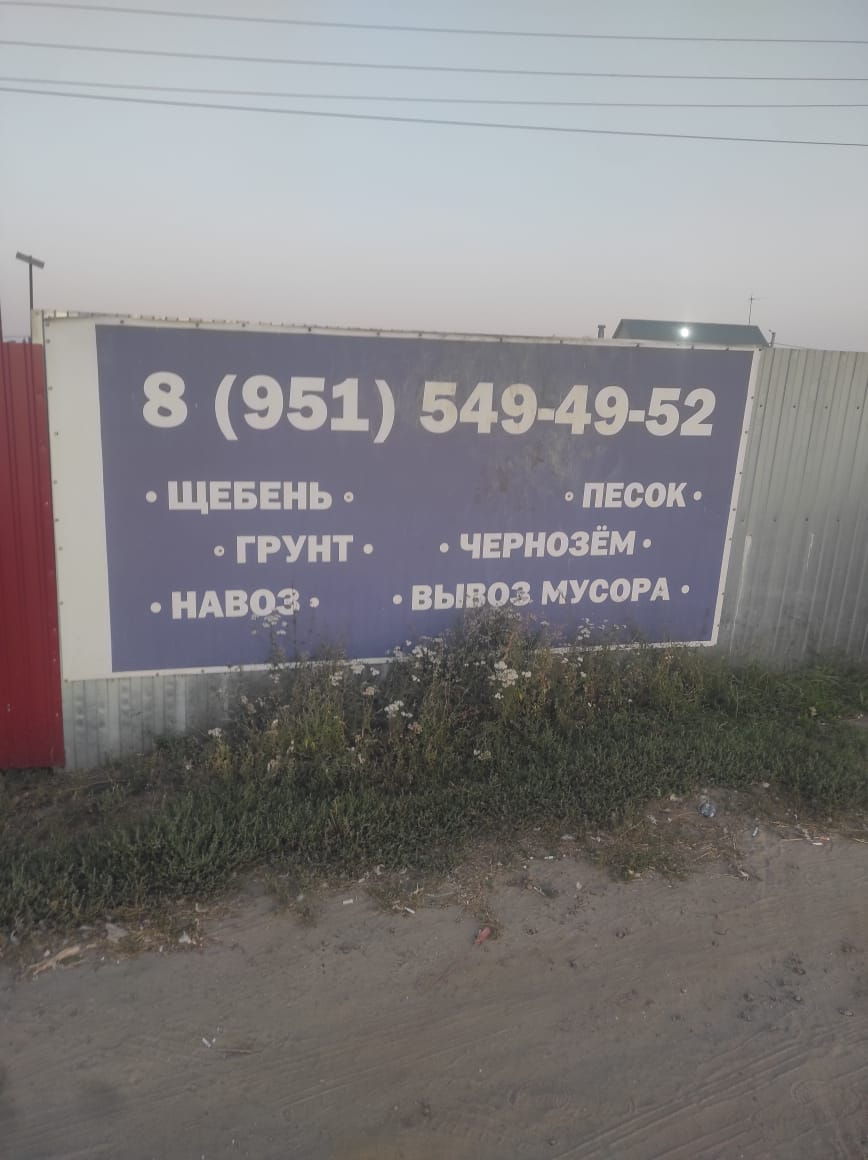 8 (951) 549-49-52
• ЩЕБЕНЬ • • ПЕСОК •
• ГРУНТ • • ЧЕРНОЗЁМ •
• НАВОЗ • • ВЫВОЗ МУСОРА •